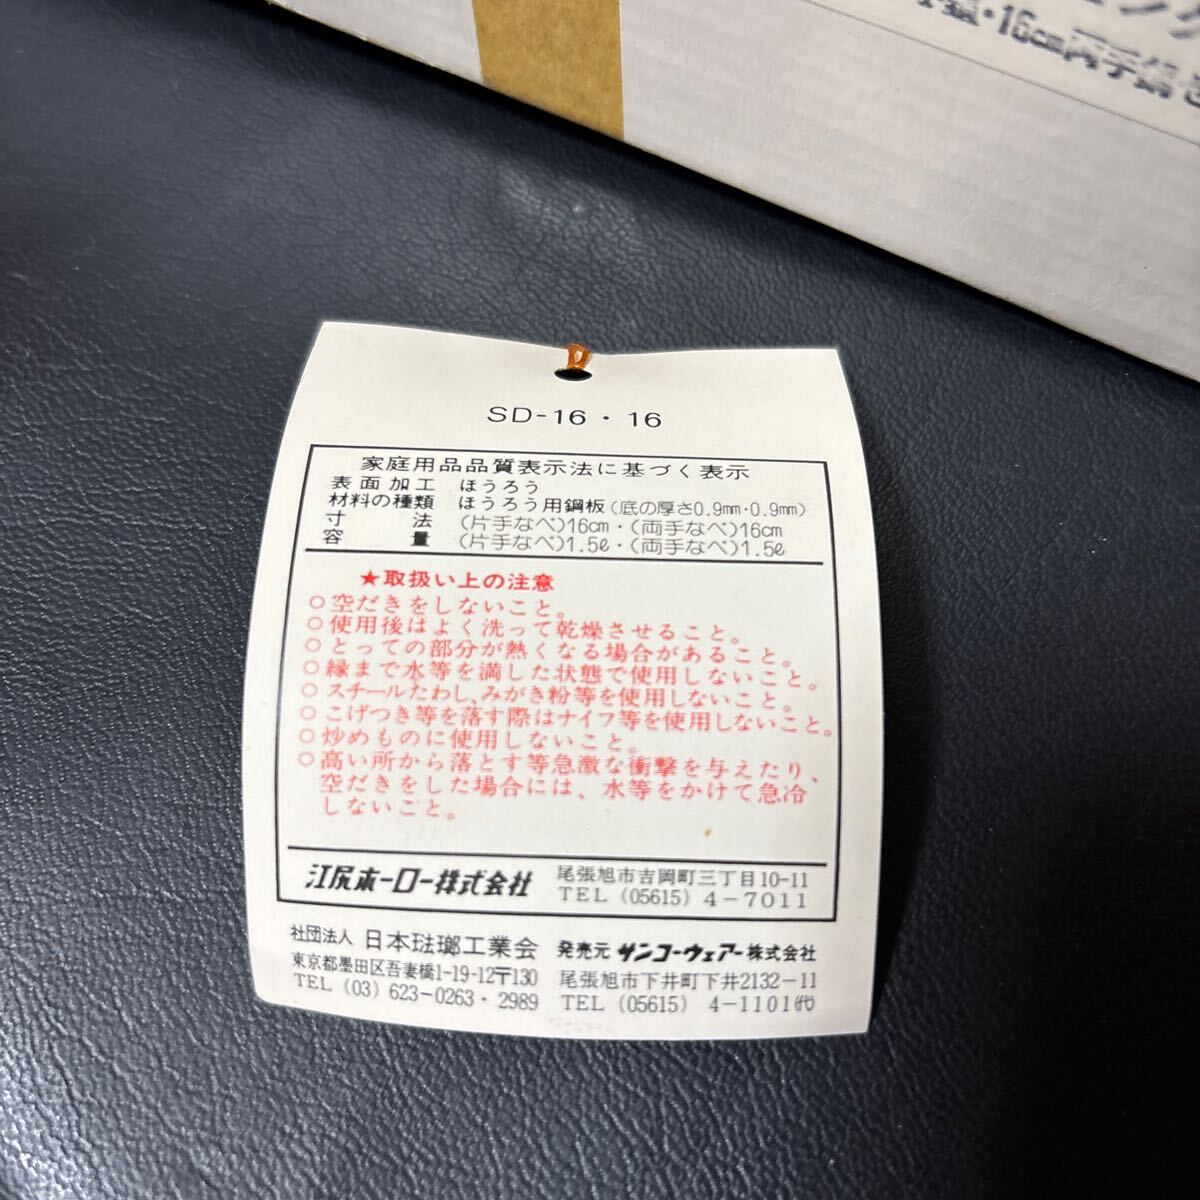 ・16cm両手鍋
SD-16・16
家庭用品品質表示法に基づく表示
表面加工 ほうろう
材料の種類 ほうろう用鋼板(底の厚さ0.9mm・0.9mm)
寸法 (片手なべ)16cm・(両手なべ)16cm
容量 (片手なべ)1.5ℓ・(両手なべ)1.5ℓ
★取扱い上の注意
○空だきをしないこと。
○使用後はよく洗って乾燥させること。
○とっての部分が熱くなる場合があること。
○縁まで水等を満した状態で使用しないこと。
○スチールたわし、みがき粉等を使用しないこと。
○こげつき等を落す際はナイフ等を使用しないこと。
○炒めものに使用しないこと。
○高い所から落とす等急激な衝撃を与えたり、
空だきをした場合には、水等をかけて急冷
しないごと。
江尻ホーロー株式会社
尾張旭市吉岡町三丁目10-11
TEL (05615) 4-7011
社団法人 日本琺瑯工業会
東京都墨田区吾妻橋1-19-12〒130
TEL (03) 623-0263・2989
発売元 サンコーウェアー株式会社
尾張旭市下井町下井2132-11
TEL (05615) 4-1101㈹